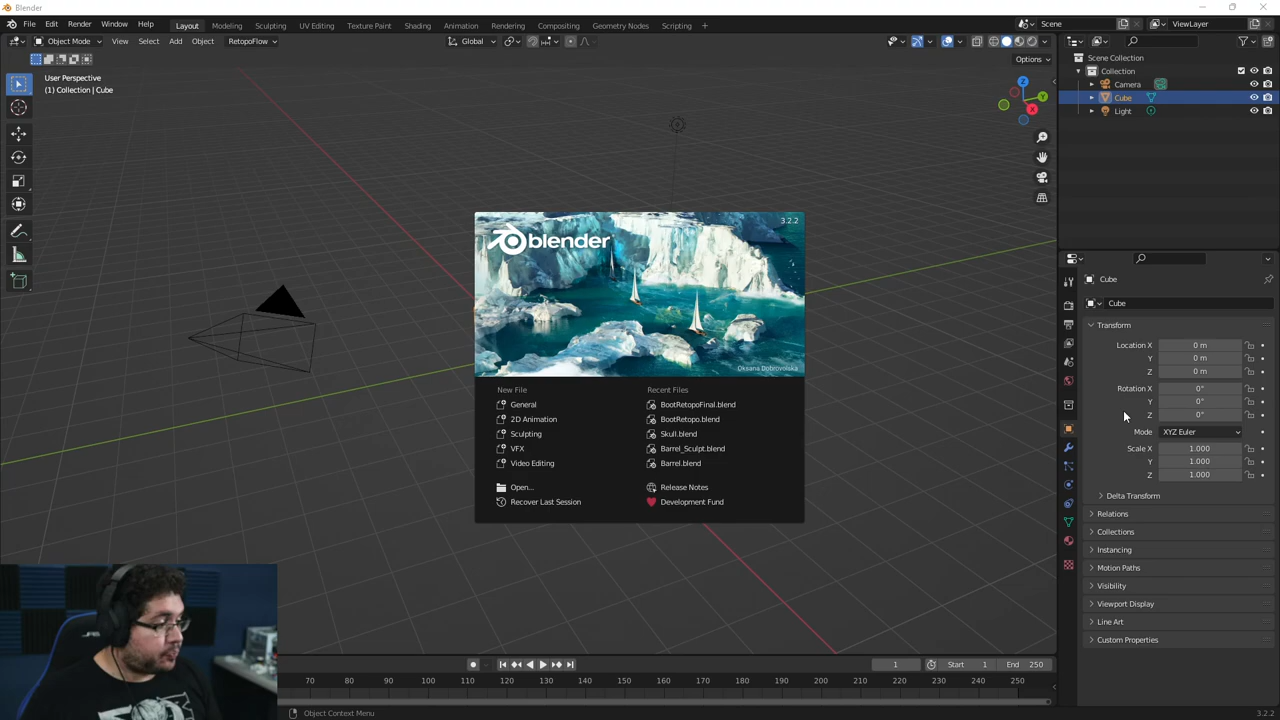 Blender
File Edit Render Window Help Layout Modeling Sculpting UV Editing Texture Paint Shading Animation Rendering Compositing Geometry Nodes Scripting + Scene ViewLayer
Object Mode View Select Add Object RetopoFlow Global
Options
User Perspective
(1) Collection | Cube
Z
Y
X
Scene Collection
Collection
Camera
Cube
Light
3.2.2
blender
Oksana Dobrovolska
New File
General
2D Animation
Sculpting
VFX
Video Editing
Open...
Recover Last Session
Recent Files
BootRetopoFinal.blend
BootRetopo.blend
Skull.blend
Barrel_Sculpt.blend
Barrel.blend
Release Notes
Development Fund
Cube
Cube
Transform
Location X 0 m
Y 0 m
Z 0 m
Rotation X 0°
Y 0°
Z 0°
Mode XYZ Euler
Scale X 1.000
Y 1.000
Z 1.000
Delta Transform
Relations
Collections
Instancing
Motion Paths
Visibility
Viewport Display
Line Art
Custom Properties
1 Start 1 End 250
70 80 90 100 110 120 130 140 150 160 170 180 190 200 210 220 230 240 250
Object Context Menu
3.2.2